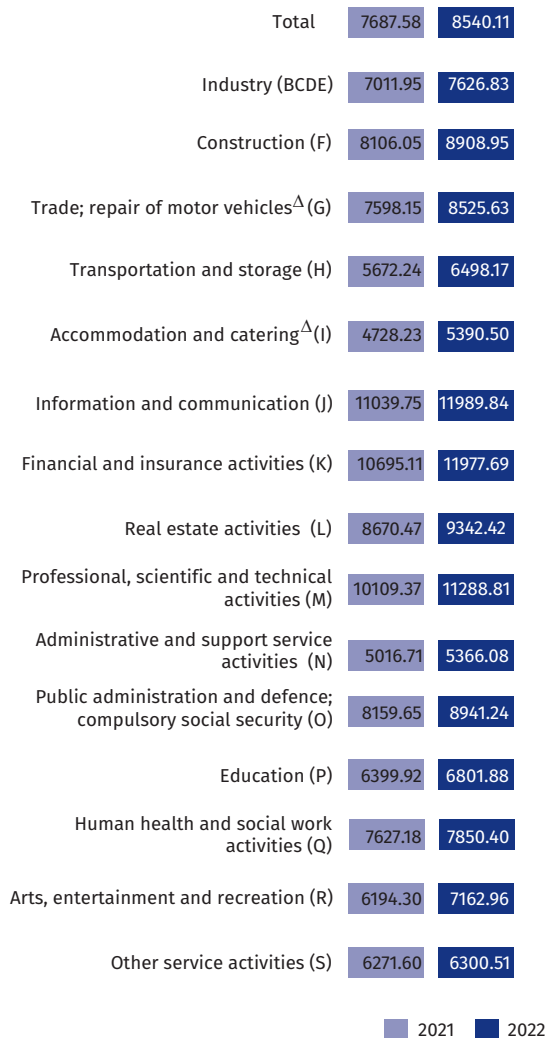 Total 7687.58 8540.11
Industry (BCDE) 7011.95 7626.83
Construction (F) 8106.05 8908.95
Trade; repair of motor vehiclesΔ (G) 7598.15 8525.63
Transportation and storage (H) 5672.24 6498.17
Accommodation and cateringΔ(I) 4728.23 5390.50
Information and communication (J) 11039.75 11989.84
Financial and insurance activities (K) 10695.11 11977.69
Real estate activities (L) 8670.47 9342.42
Professional, scientific and technical
activities (M) 10109.37 11288.81
Administrative and support service
activities (N) 5016.71 5366.08
Public administration and defence;
compulsory social security (O) 8159.65 8941.24
Education (P) 6399.92 6801.88
Human health and social work
activities (Q) 7627.18 7850.40
Arts, entertainment and recreation (R) 6194.30 7162.96
Other service activities (S) 6271.60 6300.51
2021 2022